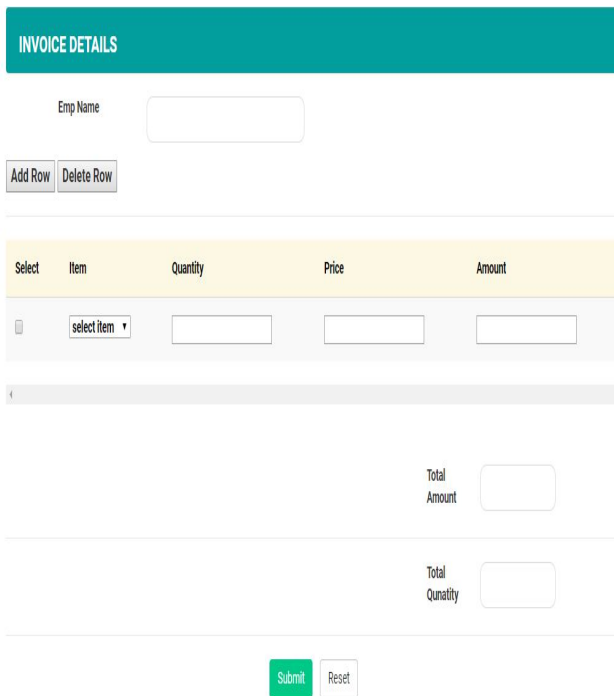 INVOICE DETAILS
Emp Name
Add Row Delete Row
Select Item Quantity Price Amount
select item
Total
Amount
Total
Qunatity
Submit Reset